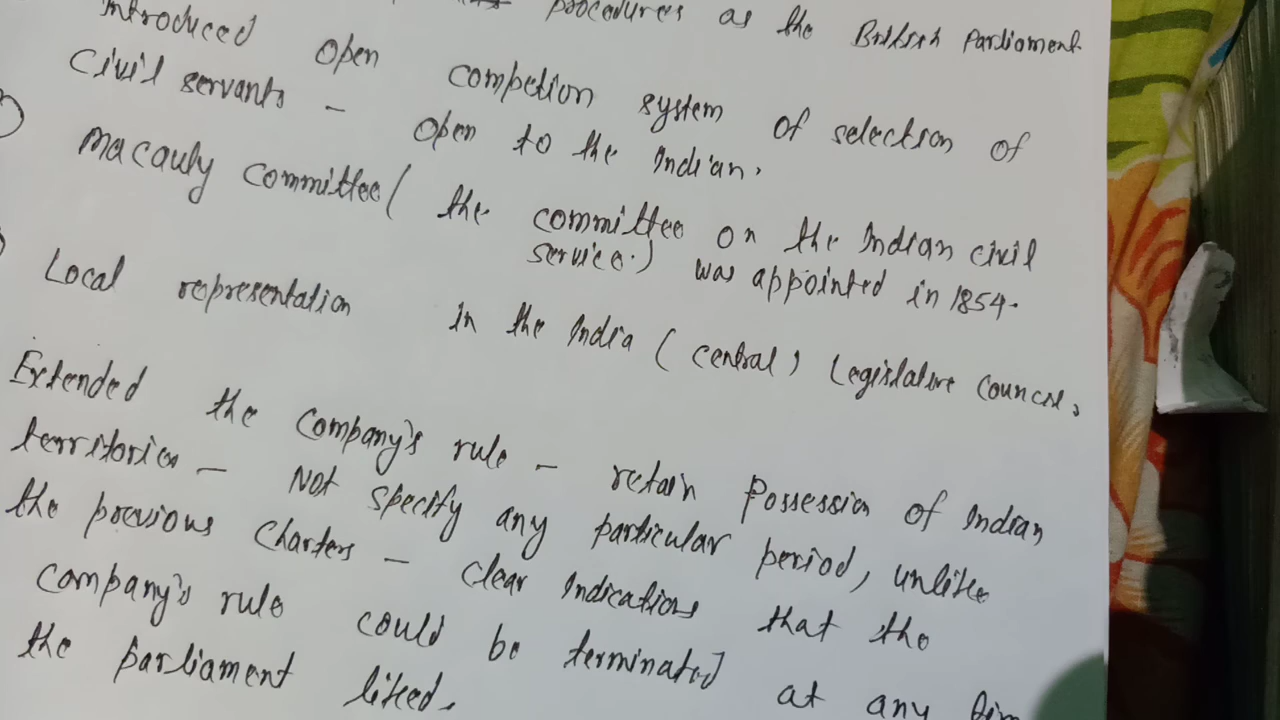 procedures as the British Parliament
Introduced open competion system of selection of
civil servants - open to the Indian.
Macauly committee ( the committee on the Indian civil
service.) was appointed in 1854.
Local representation in the India ( central ) Legislative council,
Extended the company's rule - retain possession of Indian
territories - Not specify any particular period, unlike
the previous charters - clear indications that the
company's rule could be terminated at any
the parliament liked.